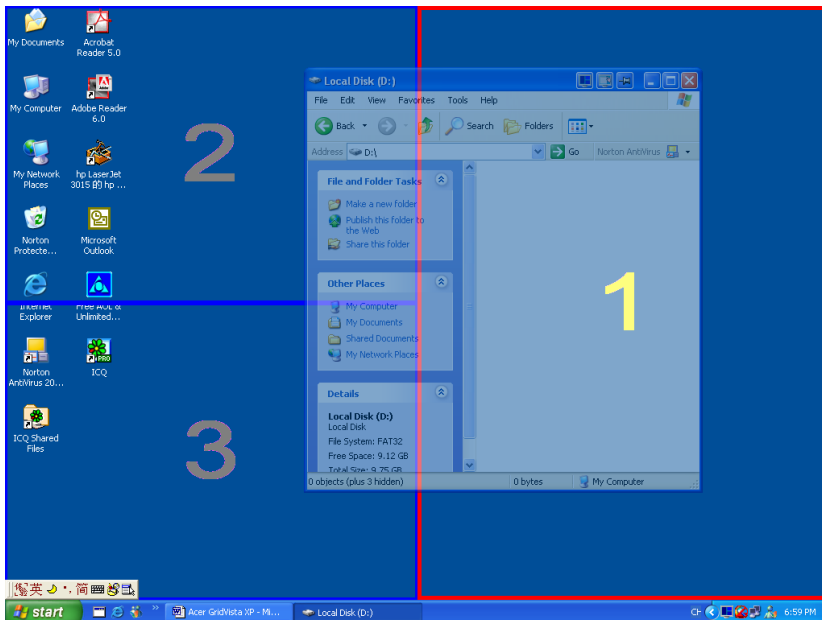 My Documents
Acrobat
Reader 5.0
My Computer
Adobe Reader
6.0
My Network
Places
hp LaserJet
3015 的 hp ...
Norton
Protecte...
Microsoft
Outlook
Internet
Explorer
Free AOL &
Unlimited...
Norton
AntiVirus 20...
ICQ
ICQ Shared
Files
2
3
1
Local Disk (D:)
File Edit View Favorites Tools Help
Back Search Folders
Address D:\ Go Norton AntiVirus
File and Folder Tasks
Make a new folder
Publish this folder to
the Web
Share this folder
Other Places
My Computer
My Documents
Shared Documents
My Network Places
Details
Local Disk (D:)
Local Disk
File System: FAT32
Free Space: 9.12 GB
Total Size: 9.75 GB
0 objects (plus 3 hidden) 0 bytes My Computer
英 简
start Acer GridVista XP - Mi... Local Disk (D:) CH 6:59 PM